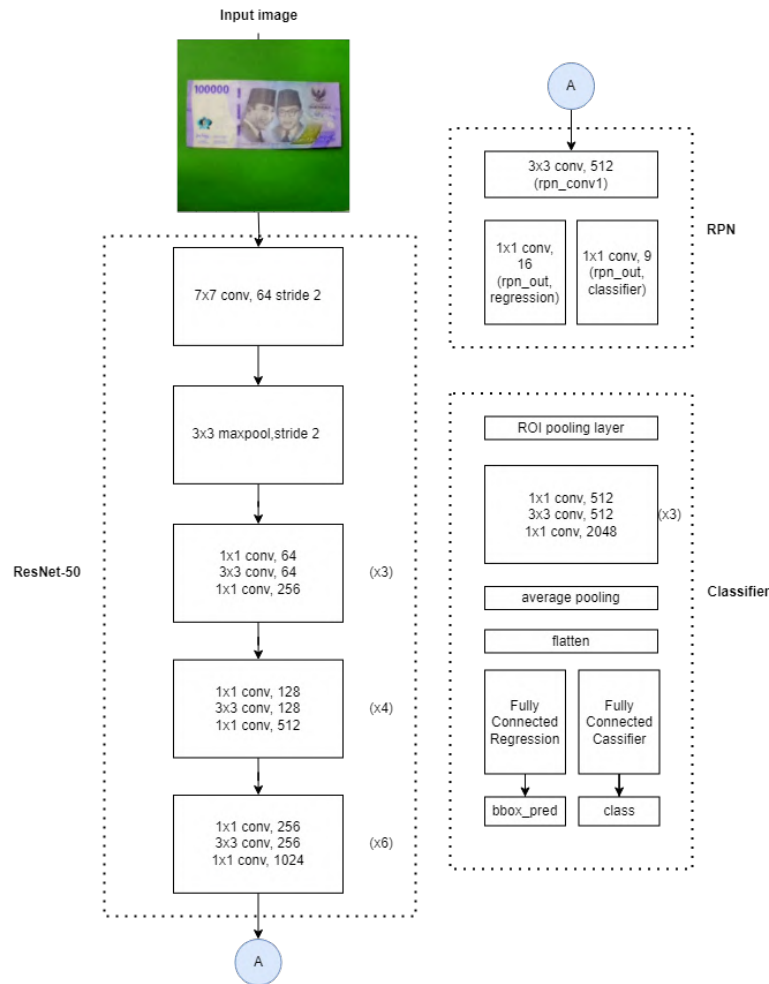 Input image
100000
ResNet-50
7x7 conv, 64 stride 2
3x3 maxpool,stride 2
1x1 conv, 64
3x3 conv, 64
1x1 conv, 256
(x3)
1x1 conv, 128
3x3 conv, 128
1x1 conv, 512
(x4)
1x1 conv, 256
3x3 conv, 256
1x1 conv, 1024
(x6)
A
A
3x3 conv, 512
(rpn_conv1)
1x1 conv,
16
(rpn_out,
regression)
1x1 conv, 9
(rpn_out,
classifier)
RPN
ROI pooling layer
1x1 conv, 512
3x3 conv, 512
1x1 conv, 2048
(x3)
average pooling
flatten
Classifier
Fully
Connected
Regression
Fully
Connected
Cassifier
bbox_pred
class